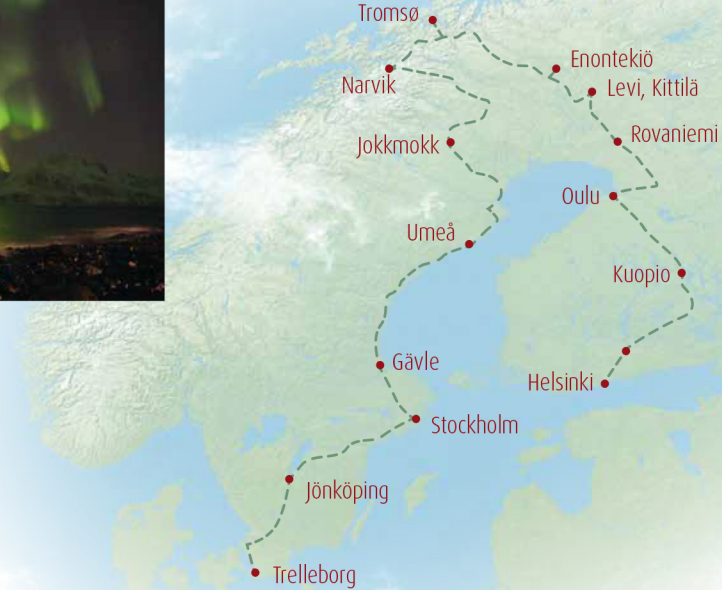 Tromsø
Enontekiö
Narvik
Levi, Kittilä
Rovaniemi
Jokkmokk
Oulu
Umeå
Kuopio
Gävle
Helsinki
Stockholm
Jönköping
Trelleborg